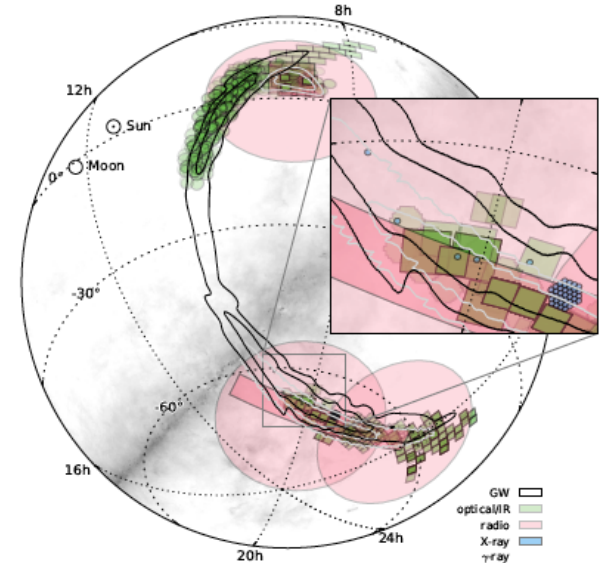 8h
12h
Sun
Moon
0°
-30°
-60°
16h
20h
24h
GW
optical/IR
radio
X-ray
γ-ray